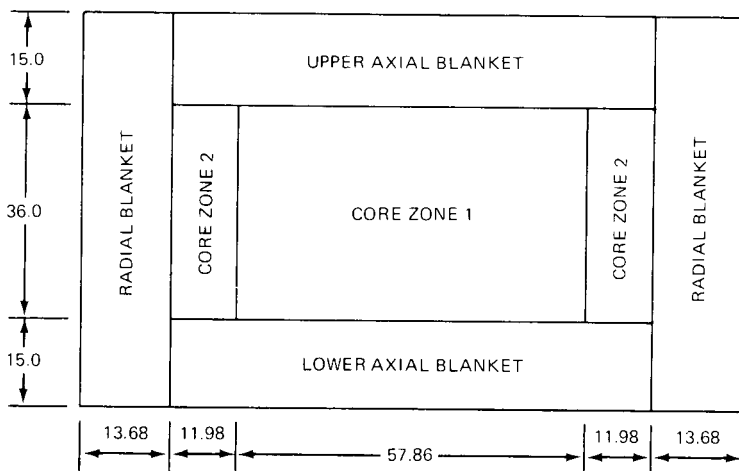 15.0
UPPER AXIAL BLANKET
RADIAL BLANKET
36.0
CORE ZONE 2
CORE ZONE 1
CORE ZONE 2
RADIAL BLANKET
15.0
LOWER AXIAL BLANKET
13.68
11.98
57.86
11.98
13.68